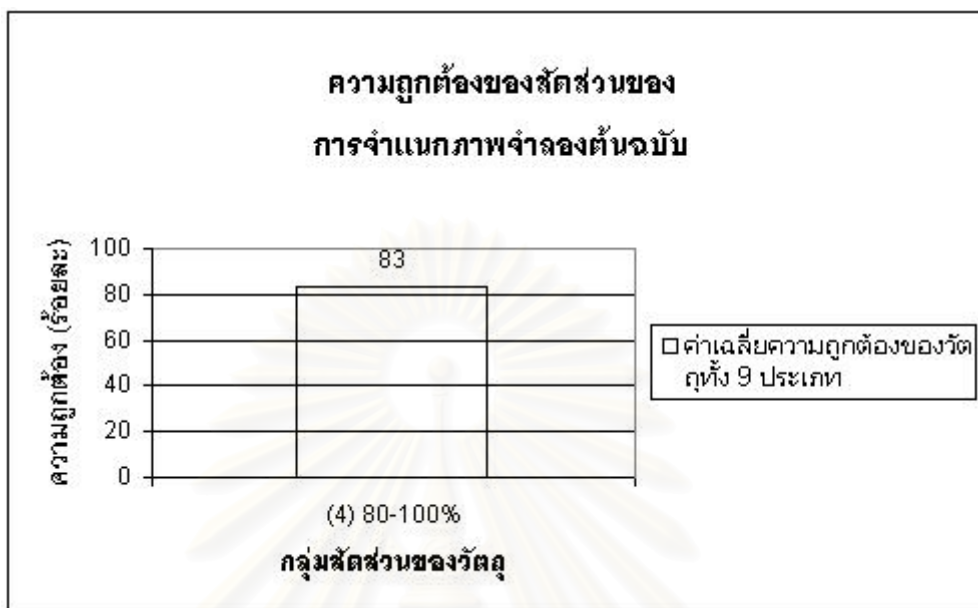 ความถูกต้องของสัดส่วนของ
การจำแนกภาพจำลองต้นฉบับ
ความถูกต้อง (ร้อยละ)
100
80
60
40
20
0
83
(4) 80-100%
กลุ่มสัดส่วนของวัตถุ
ค่าเฉลี่ยความถูกต้องของวัต
ถุทั้ง 9 ประเภท